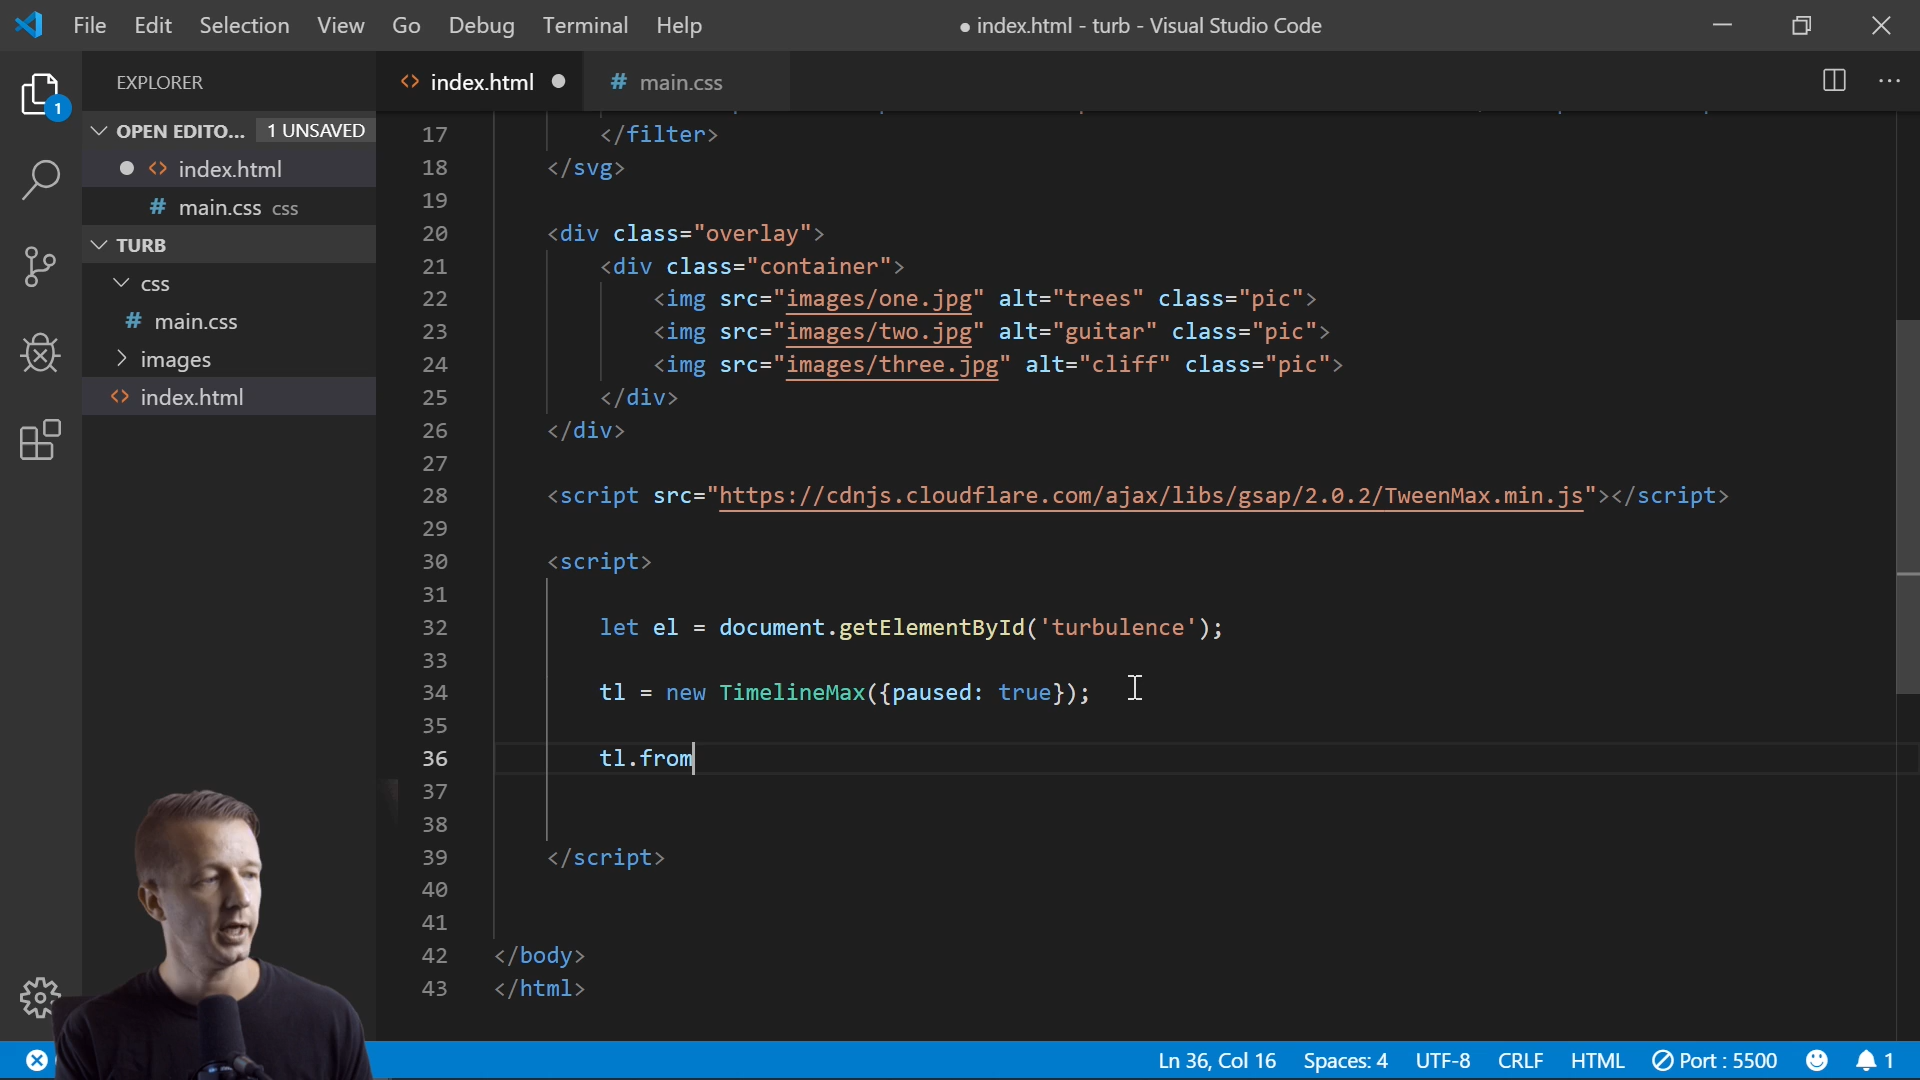 File Edit Selection View Go Debug Terminal Help
● index.html - turb - Visual Studio Code
EXPLORER
OPEN EDITO... 1 UNSAVED
index.html
# main.css css
TURB
css
# main.css
images
<> index.html
<> index.html ●
# main.css
17 </filter>
18 </svg>
19
20 <div class="overlay">
21 <div class="container">
22 <img src="images/one.jpg" alt="trees" class="pic">
23 <img src="images/two.jpg" alt="guitar" class="pic">
24 <img src="images/three.jpg" alt="cliff" class="pic">
25 </div>
26 </div>
27
28 <script src="https://cdnjs.cloudflare.com/ajax/libs/gsap/2.0.2/TweenMax.min.js"></script>
29
30 <script>
31
32 let el = document.getElementById('turbulence');
33
34 tl = new TimelineMax({paused: true});
35
36 tl.from
37
38
39 </script>
40
41
42 </body>
43 </html>
Ln 36, Col 16 Spaces: 4 UTF-8 CRLF HTML Port : 5500 1